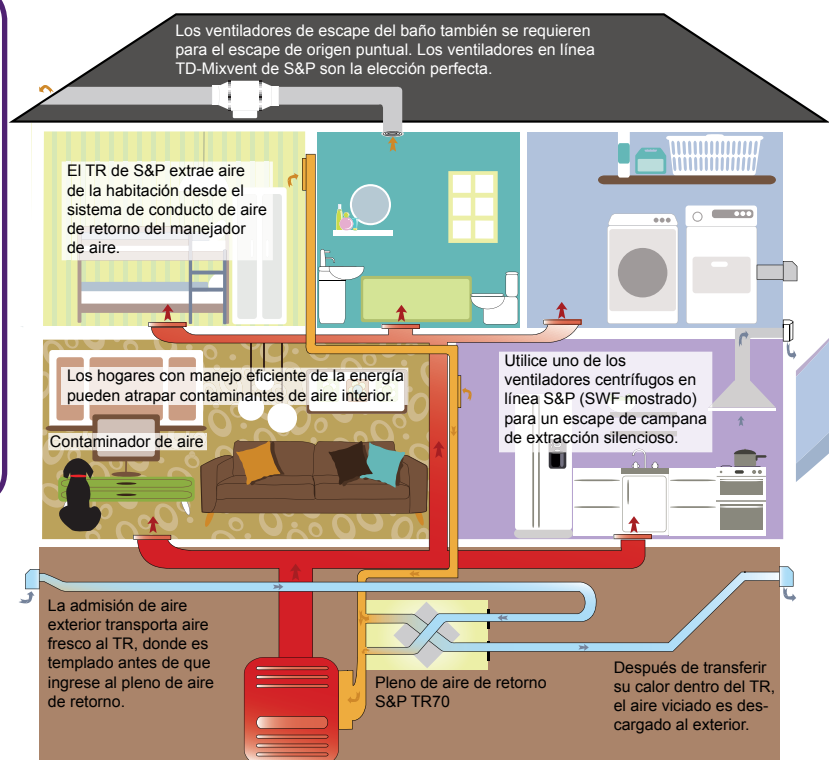 Los ventiladores de escape del baño también se requieren
para el escape de origen puntual. Los ventiladores en línea
TD-Mixvent de S&P son la elección perfecta.
El TR de S&P extrae aire
de la habitación desde el
sistema de conducto de aire
de retorno del manejador
de aire.
Los hogares con manejo eficiente de la energía
pueden atrapar contaminantes de aire interior.
Contaminador de aire
Utilice uno de los
ventiladores centrífugos en
línea S&P (SWF mostrado)
para un escape de campana
de extracción silencioso.
La admisión de aire
exterior transporta aire
fresco al TR, donde es
templado antes de que
ingrese al pleno de aire
de retorno.
Pleno de aire de retorno
S&P TR70
Después de transferir
su calor dentro del TR,
el aire viciado es des-
cargado al exterior.